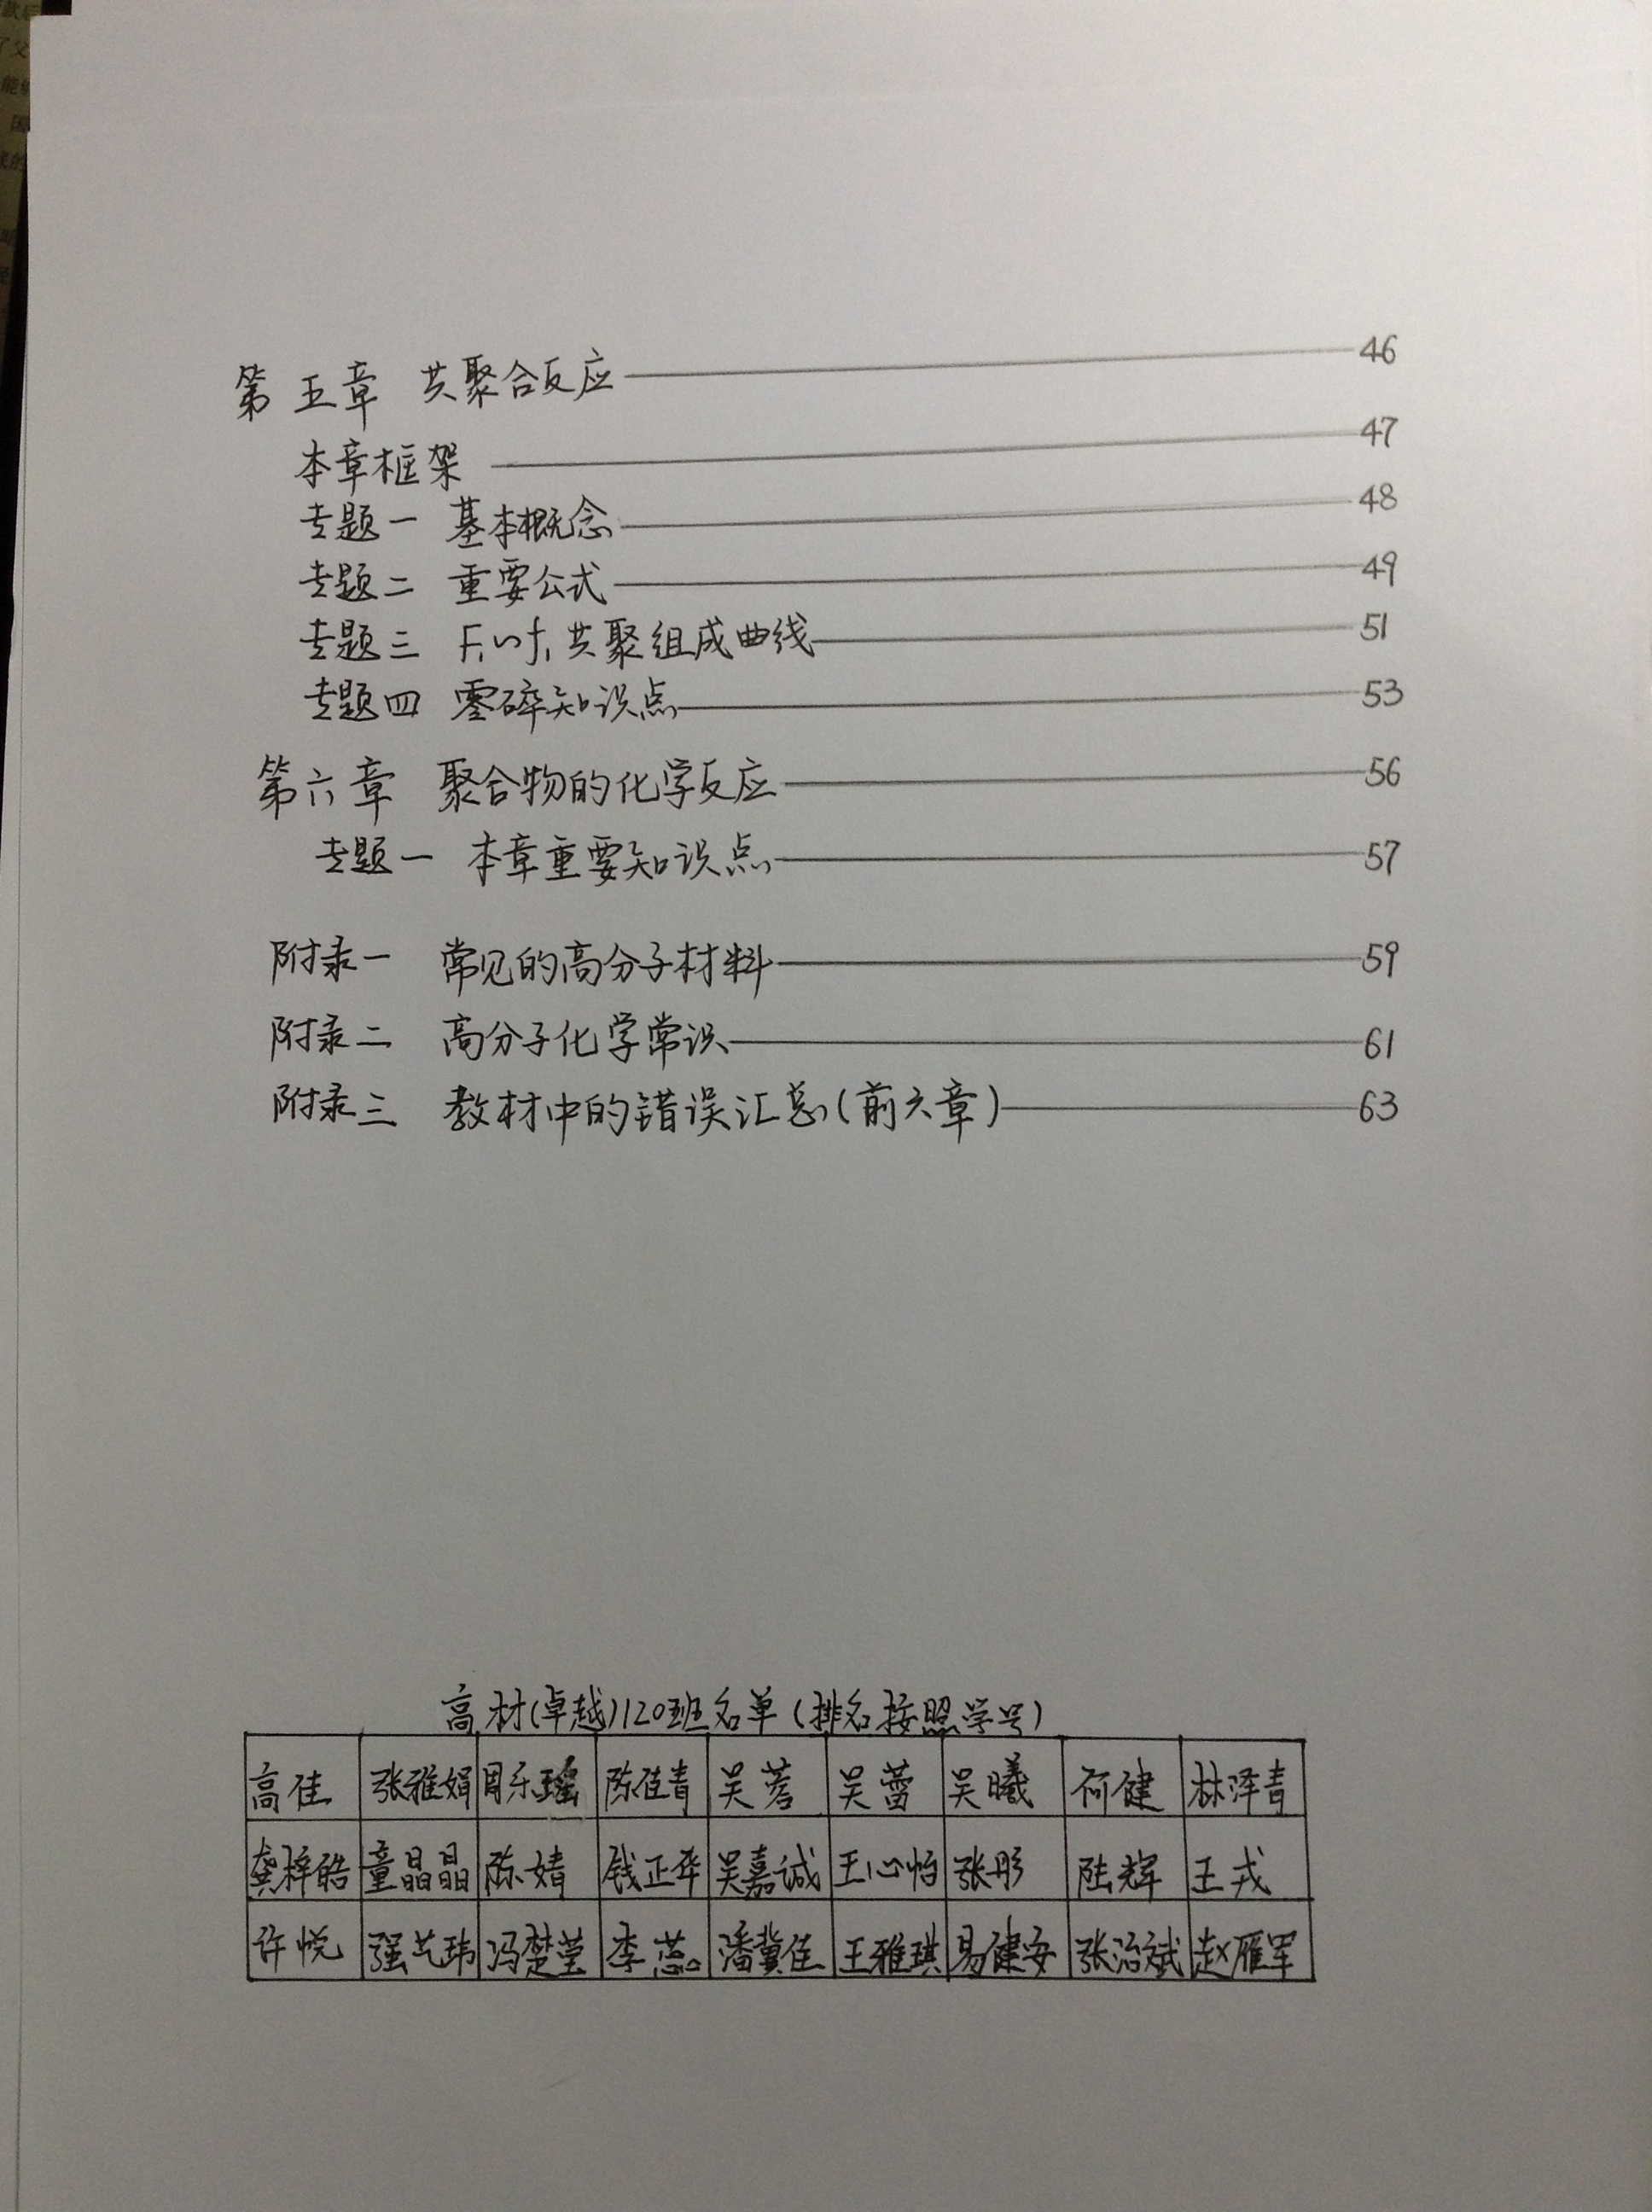 第五章 共聚合反应 46
本章框架 47
专题一 基本概念 48
专题二 重要公式 49
专题三 F₁~f₁共聚组成曲线 51
专题四 零碎知识点 53
第六章 聚合物的化学反应 56
专题一 本章重要知识点 57
附录一 常见的高分子材料 59
附录二 高分子化学常识 61
附录三 教材中的错误汇总(前六章) 63
高材(卓越)120班名单(排名按照学号)
高佳 张雅娟 周乐瑶 陈佳青 吴蕾 吴曦 何健 林泽青
龚梓皓 童晶晶 陈婧 钱正华 吴嘉诚 王心怡 张彤 陆辉 王戎
许悦 强艺玮 冯楚莹 李蕊 潘冀佳 王雅琪 易健安 张治斌 赵雁军